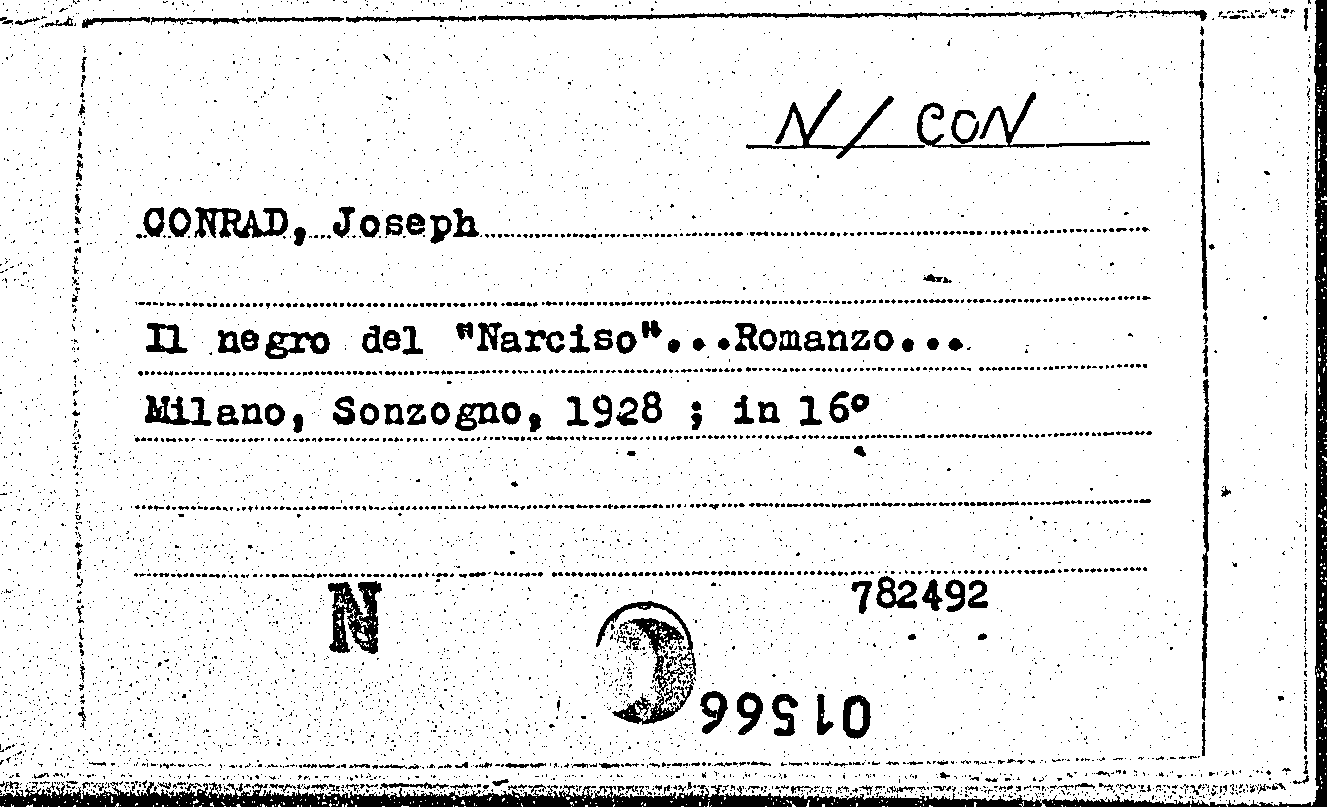 N/CON
CONRAD, Joseph
Il negro del "Narciso"...Romanzo...
Milano, Sonzogno, 1928 ; in 16°
N
782492
01566